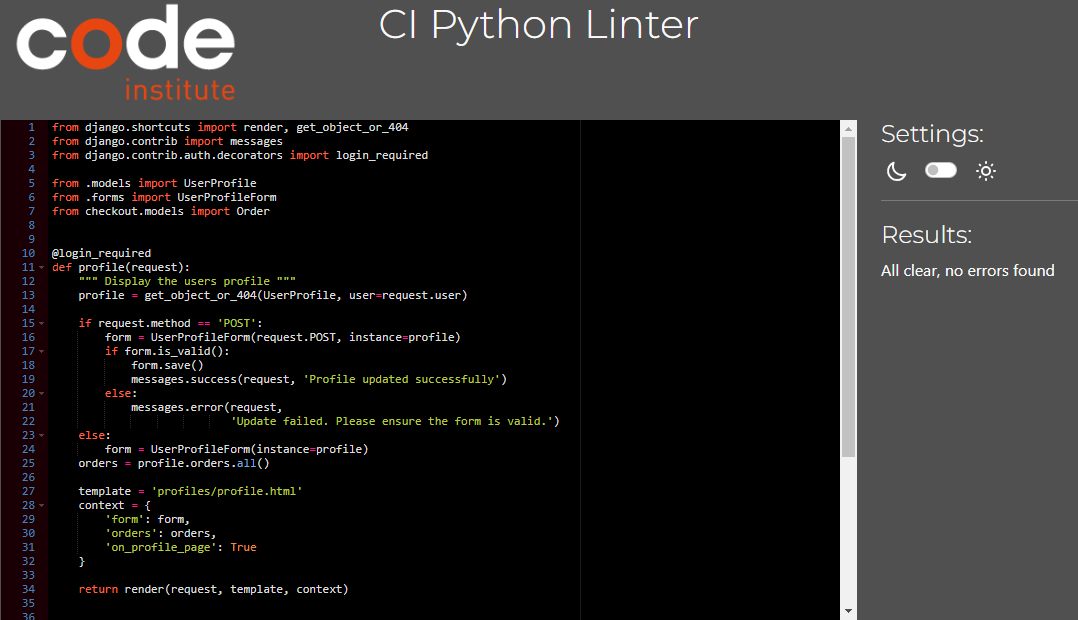 code
institute
CI Python Linter
1 from django.shortcuts import render, get_object_or_404
2 from django.contrib import messages
3 from django.contrib.auth.decorators import login_required
4
5 from .models import UserProfile
6 from .forms import UserProfileForm
7 from checkout.models import Order
8
9
10 @login_required
11 def profile(request):
12     """ Display the users profile """
13     profile = get_object_or_404(UserProfile, user=request.user)
14
15     if request.method == 'POST':
16         form = UserProfileForm(request.POST, instance=profile)
17         if form.is_valid():
18             form.save()
19             messages.success(request, 'Profile updated successfully')
20         else:
21             messages.error(request,
22                            'Update failed. Please ensure the form is valid.')
23     else:
24         form = UserProfileForm(instance=profile)
25     orders = profile.orders.all()
26
27     template = 'profiles/profile.html'
28     context = {
29         'form': form,
30         'orders': orders,
31         'on_profile_page': True
32     }
33
34     return render(request, template, context)
35
36
Settings:
Results:
All clear, no errors found